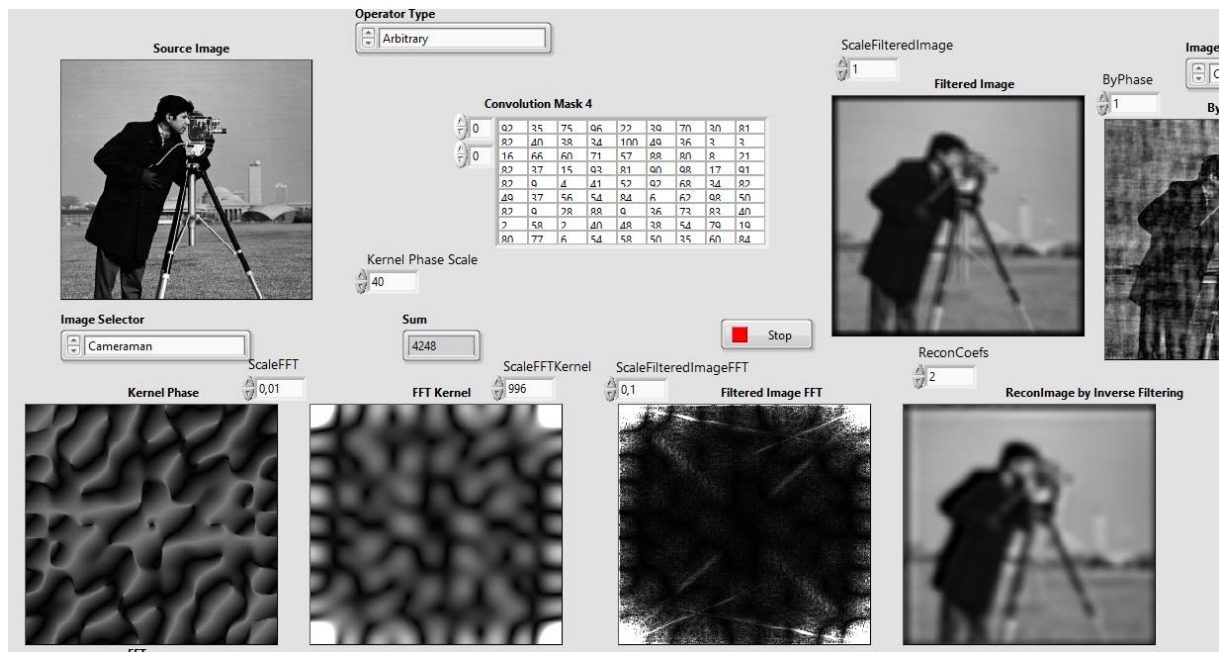 Operator Type
Arbitrary
Source Image
ScaleFilteredImage
1
Image
Filtered Image
ByPhase
1
By
Convolution Mask 4
0
0
92 35 75 96 22 39 70 30 81
82 40 38 34 100 49 36 3 3
16 66 60 71 57 88 80 8 21
82 37 15 93 81 90 98 17 91
82 9 4 41 52 92 68 34 82
49 37 56 54 84 6 62 98 50
82 9 28 88 9 36 73 83 40
2 58 2 40 48 38 54 79 19
80 77 6 54 58 50 35 60 84
Kernel Phase Scale
40
Image Selector
Cameraman
Sum
4248
Stop
ScaleFFT
0,01
ScaleFFTKernel
996
ScaleFilteredImageFFT
0,1
ReconCoefs
2
Kernel Phase
FFT Kernel
Filtered Image FFT
ReconImage by Inverse Filtering